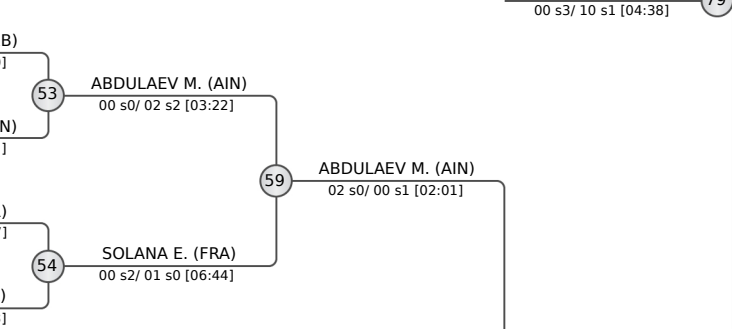 79
00 s3/ 10 s1 [04:38]
B)
]
53
ABDULAEV M. (AIN)
00 s0/ 02 s2 [03:22]
N)
]
59
ABDULAEV M. (AIN)
02 s0/ 00 s1 [02:01]
)
]
54
SOLANA E. (FRA)
00 s2/ 01 s0 [06:44]
)
]